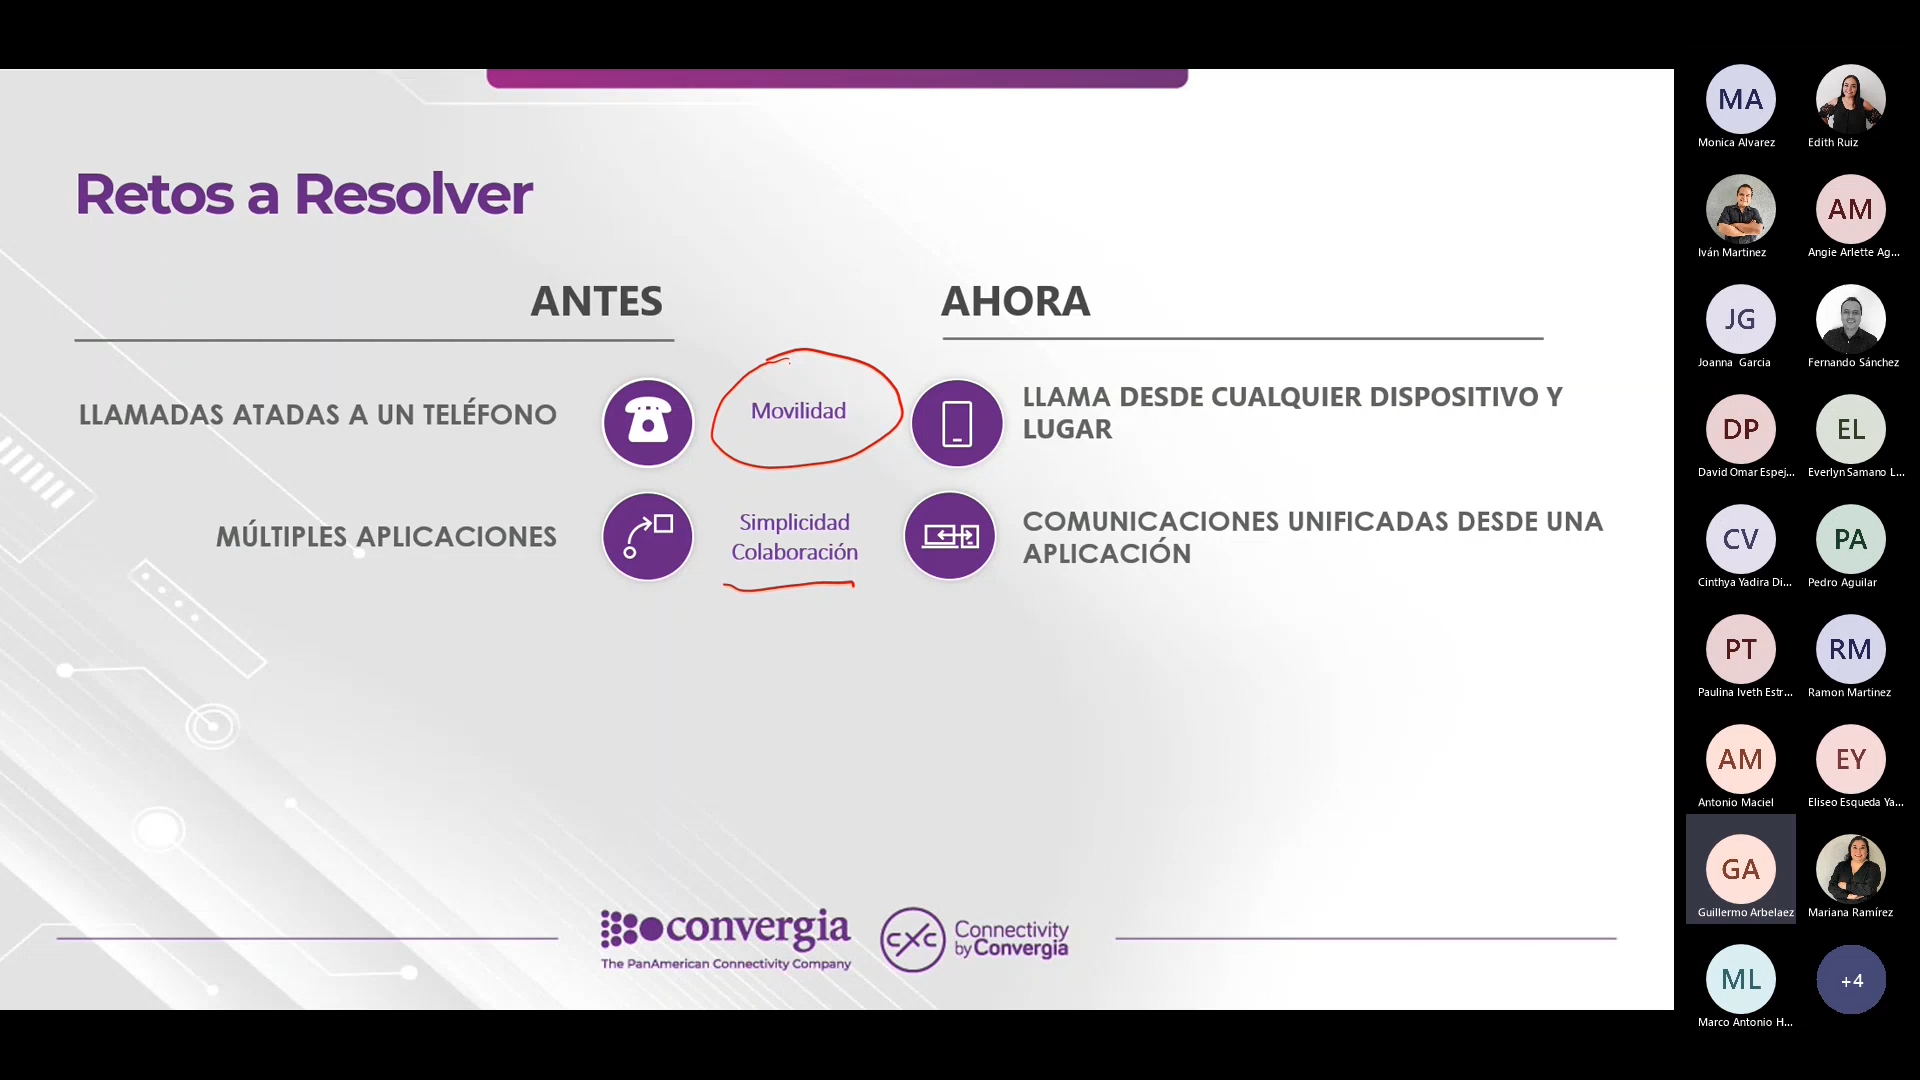 Retos a Resolver
ANTES
AHORA
LLAMADAS ATADAS A UN TELÉFONO
Movilidad
LLAMA DESDE CUALQUIER DISPOSITIVO Y
LUGAR
MÚLTIPLES APLICACIONES
Simplicidad
Colaboración
COMUNICACIONES UNIFICADAS DESDE UNA
APLICACIÓN
convergia
The PanAmerican Connectivity Company
cxc
Connectivity
by Convergia
MA
Monica Alvarez
Edith Ruiz
Iván Martinez
AM
Angie Arlette Ag...
JG
Joanna Garcia
Fernando Sánchez
DP
David Omar Espej...
EL
Everlyn Samano L...
CV
Cinthya Yadira Di...
PA
Pedro Aguilar
PT
Paulina Iveth Estr...
RM
Ramon Martinez
AM
Antonio Maciel
EY
Eliseo Esqueda Ya...
GA
Guillermo Arbelaez
Mariana Ramírez
ML
Marco Antonio H...
+4